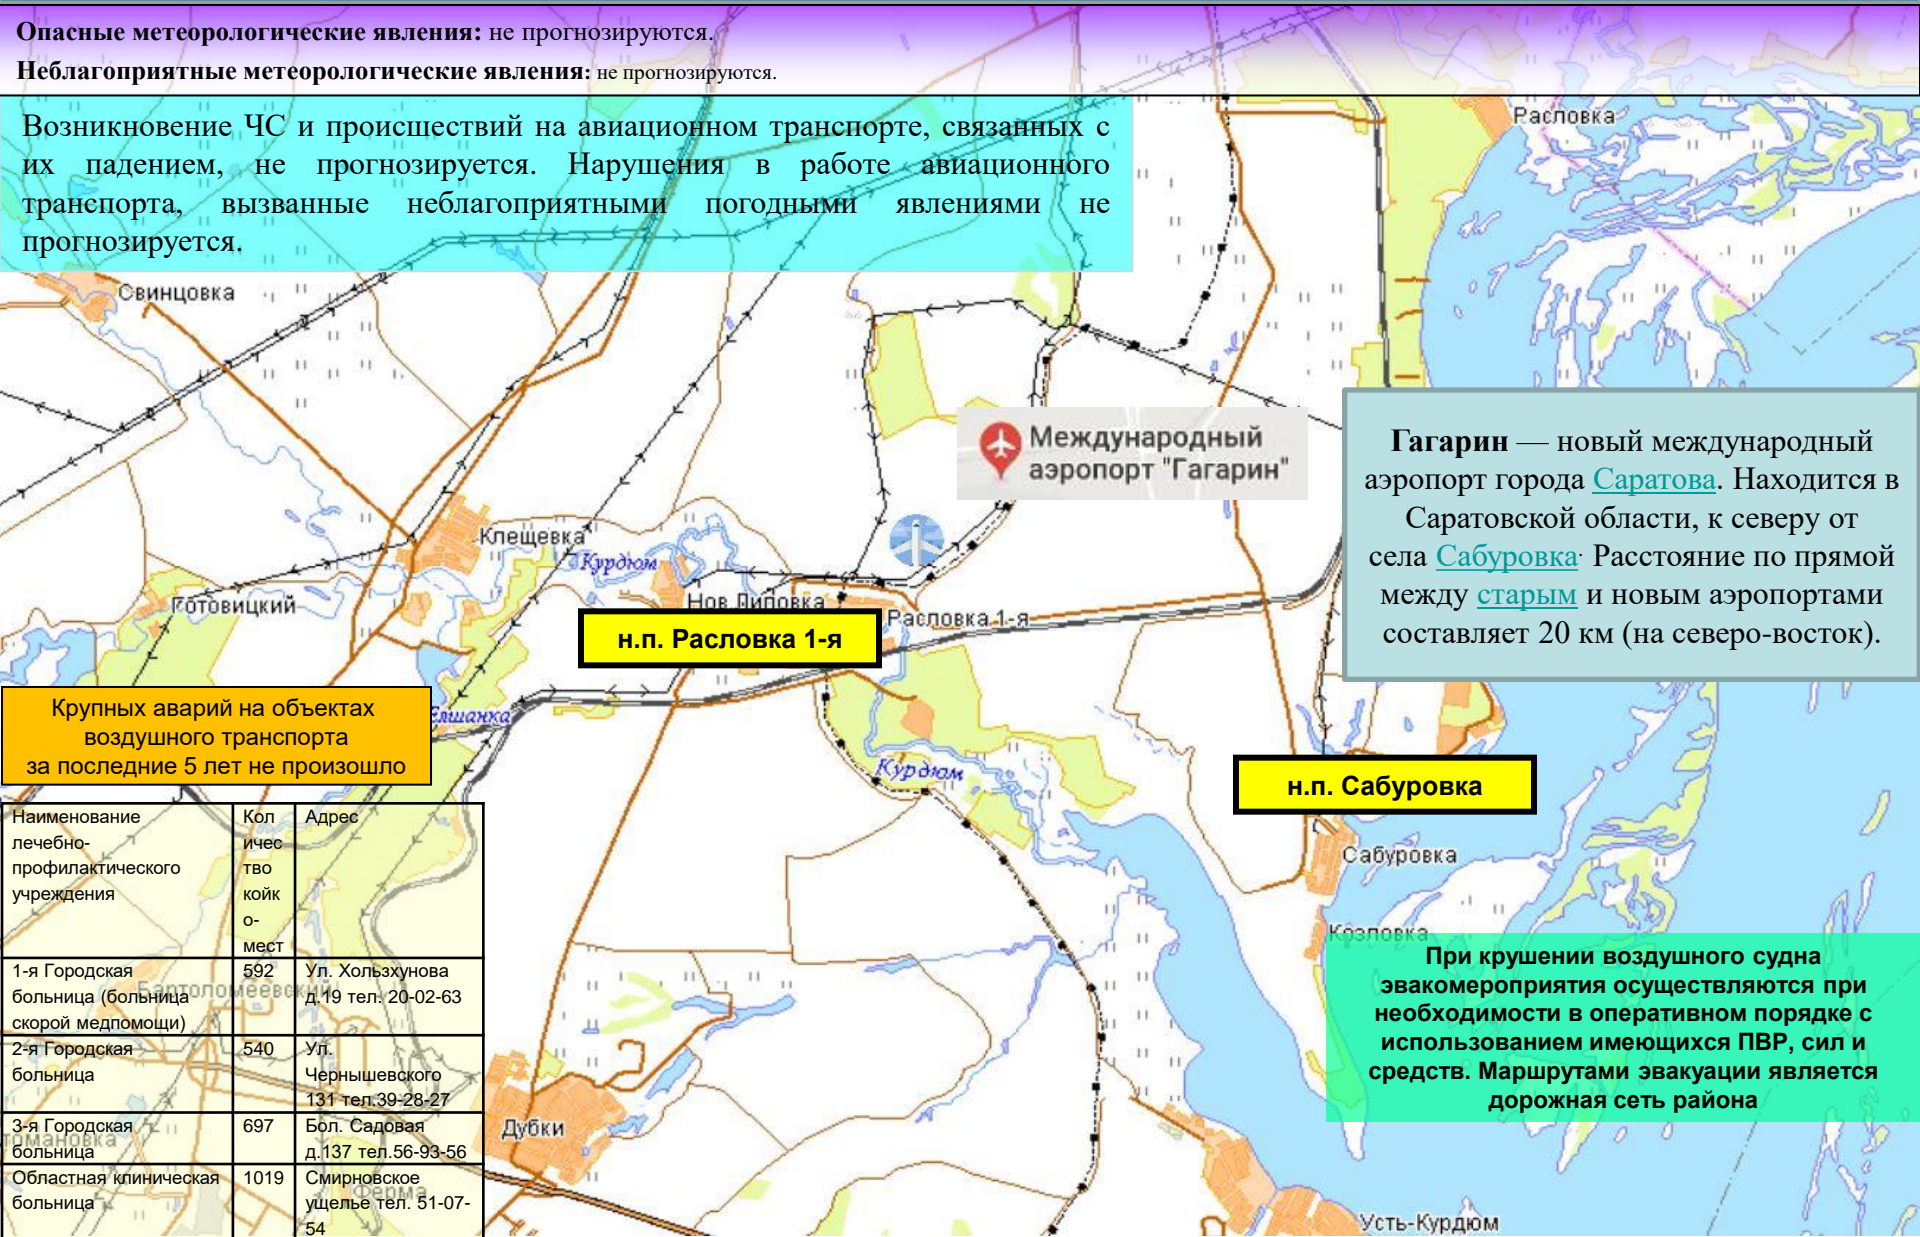 Опасные метеорологические явления: не прогнозируются.
Неблагоприятные метеорологические явления: не прогнозируются.
Возникновение ЧС и происшествий на авиационном транспорте, связанных с
их падением, не прогнозируется. Нарушения в работе авиационного
транспорта, вызванные неблагоприятными погодными явлениями не
прогнозируется.
Расловка
Свинцовка
Международный
аэропорт "Гагарин"
Гагарин — новый международный
аэропорт города Саратова. Находится в
Саратовской области, к северу от
села Сабуровка. Расстояние по прямой
между старым и новым аэропортами
составляет 20 км (на северо-восток).
Клещевка
Курдюм
Готовицкий
Нов.Липовка
Расловка 1-я
н.п. Расловка 1-я
Елшанка
Крупных аварий на объектах
воздушного транспорта
за последние 5 лет не произошло
Курдюм
н.п. Сабуровка
Сабуровка
Козловка
Наименование
лечебно-
профилактического
учреждения
Кол
ичес
тво
койк
о-
мест
Адрес
1-я Городская
больница (больница
скорой медпомощи)
592
Ул. Хользхунова
д.19 тел. 20-02-63
2-я Городская
больница
540
Ул.
Чернышевского
131 тел.39-28-27
3-я Городская
больница
697
Бол. Садовая
д.137 тел.56-93-56
Областная клиническая
больница
1019
Смирновское
ущелье тел. 51-07-
54
Бартоломеевский
Ферма
При крушении воздушного судна
эвакомероприятия осуществляются при
необходимости в оперативном порядке с
использованием имеющихся ПВР, сил и
средств. Маршрутами эвакуации является
дорожная сеть района
Дубки
Усть-Курдюм